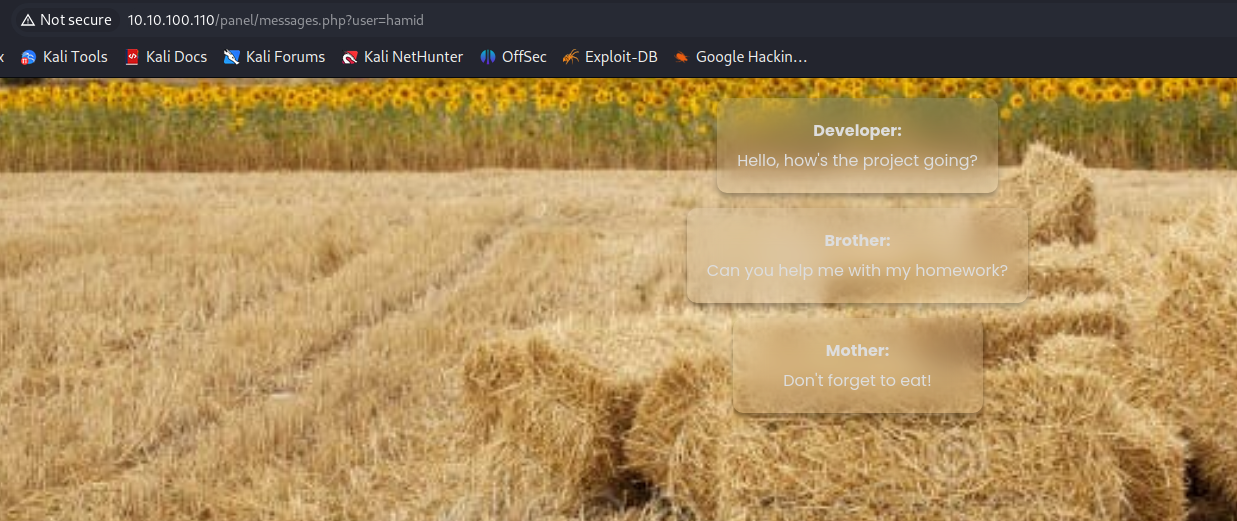 Not secure 10.10.100.110/panel/messages.php?user=hamid
x Kali Tools Kali Docs Kali Forums Kali NetHunter OffSec Exploit-DB Google Hackin…
Developer:
Hello, how's the project going?
Brother:
Can you help me with my homework?
Mother:
Don't forget to eat!